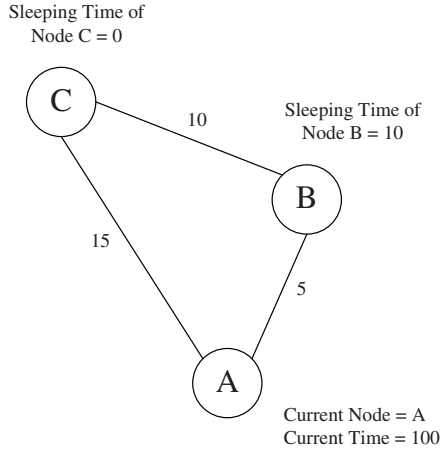 Sleeping Time of
Node C = 0
C
10
Sleeping Time of
Node B = 10
B
15
5
A
Current Node = A
Current Time = 100